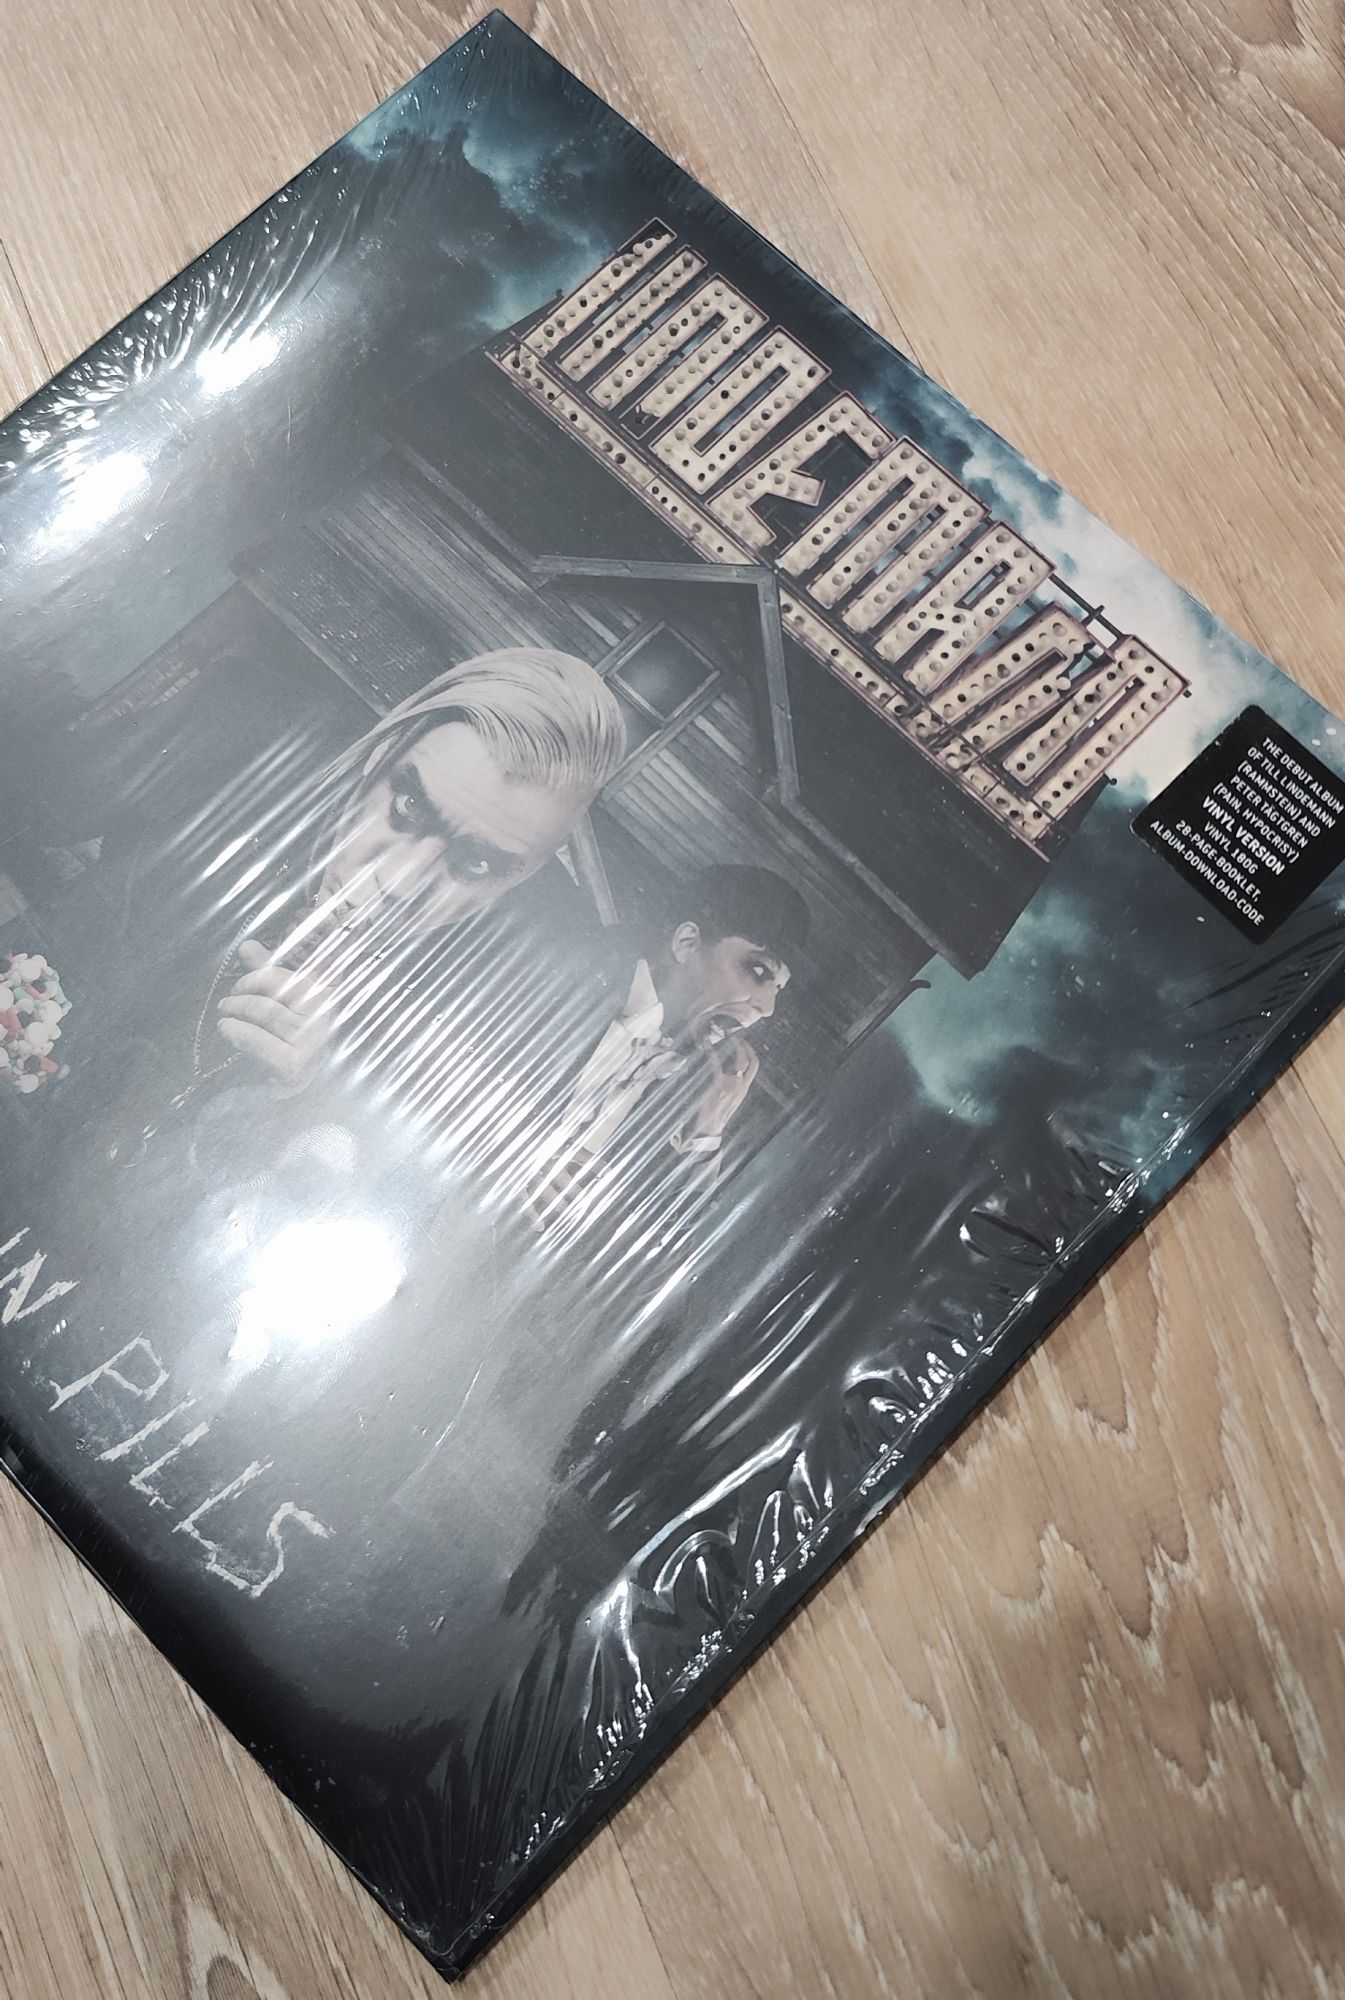 LINDEMANN
THE DEBUT ALBUM
OF TILL LINDEMANN
(RAMMSTEIN) AND
PETER TÄGTGREN
(PAIN, HYPOCRISY)
VINYL VERSION
VINYL 180G
28-PAGE-BOOKLET,
ALBUM-DOWNLOAD-CODE
IN PILLS